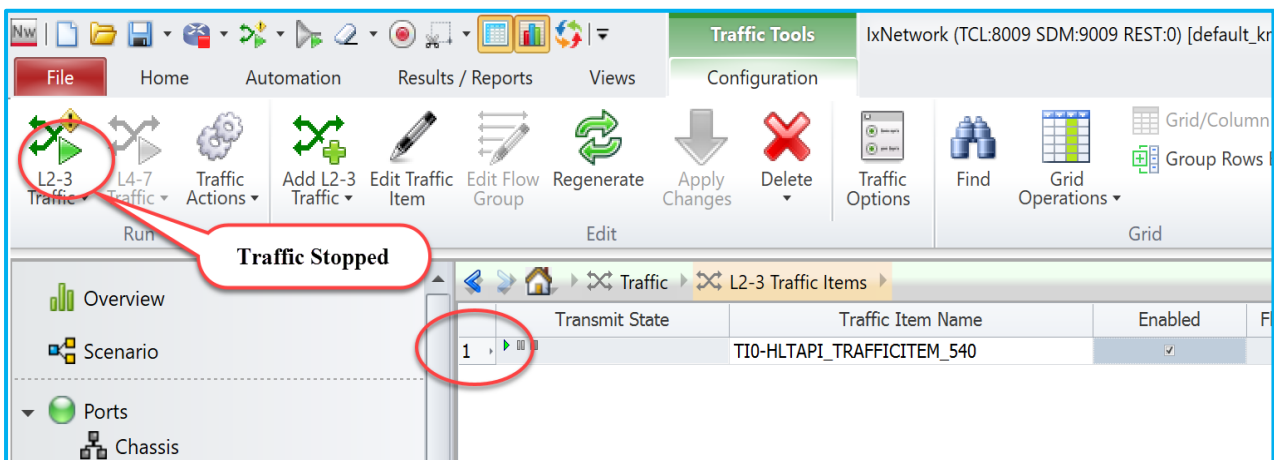 Nw
Traffic Tools
IxNetwork (TCL:8009 SDM:9009 REST:0) [default_kr
File Home Automation Results / Reports Views Configuration
L2-3 Traffic
L4-7 Traffic
Traffic Actions
Add L2-3 Traffic
Edit Traffic Item
Edit Flow Group
Regenerate
Apply Changes
Delete
Traffic Options
Find
Grid Operations
Grid/Column
Group Rows
Run
Edit
Grid
Traffic Stopped
Overview
Scenario
Ports
Chassis
Traffic L2-3 Traffic Items
Transmit State Traffic Item Name Enabled
1 TI0-HLTAPI_TRAFFICITEM_540